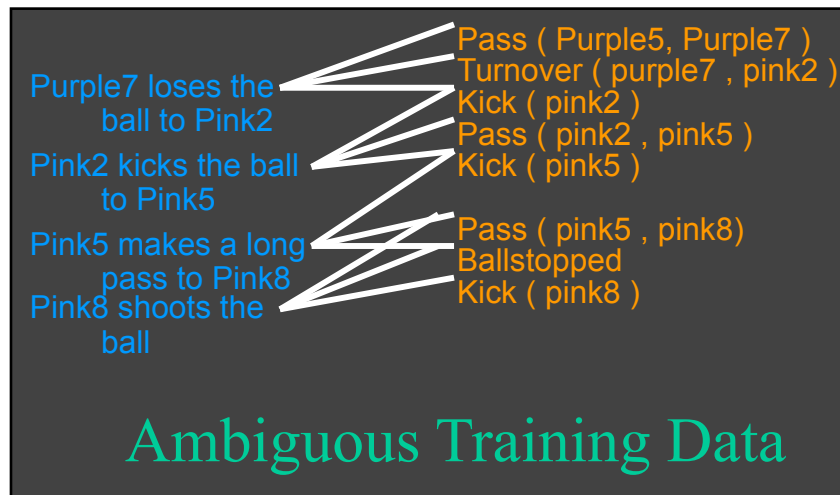 Purple7 loses the
ball to Pink2
Pink2 kicks the ball
to Pink5
Pink5 makes a long
pass to Pink8
Pink8 shoots the
ball
Pass ( Purple5, Purple7 )
Turnover ( purple7 , pink2 )
Kick ( pink2 )
Pass ( pink2 , pink5 )
Kick ( pink5 )
Pass ( pink5 , pink8)
Ballstopped
Kick ( pink8 )
Ambiguous Training Data